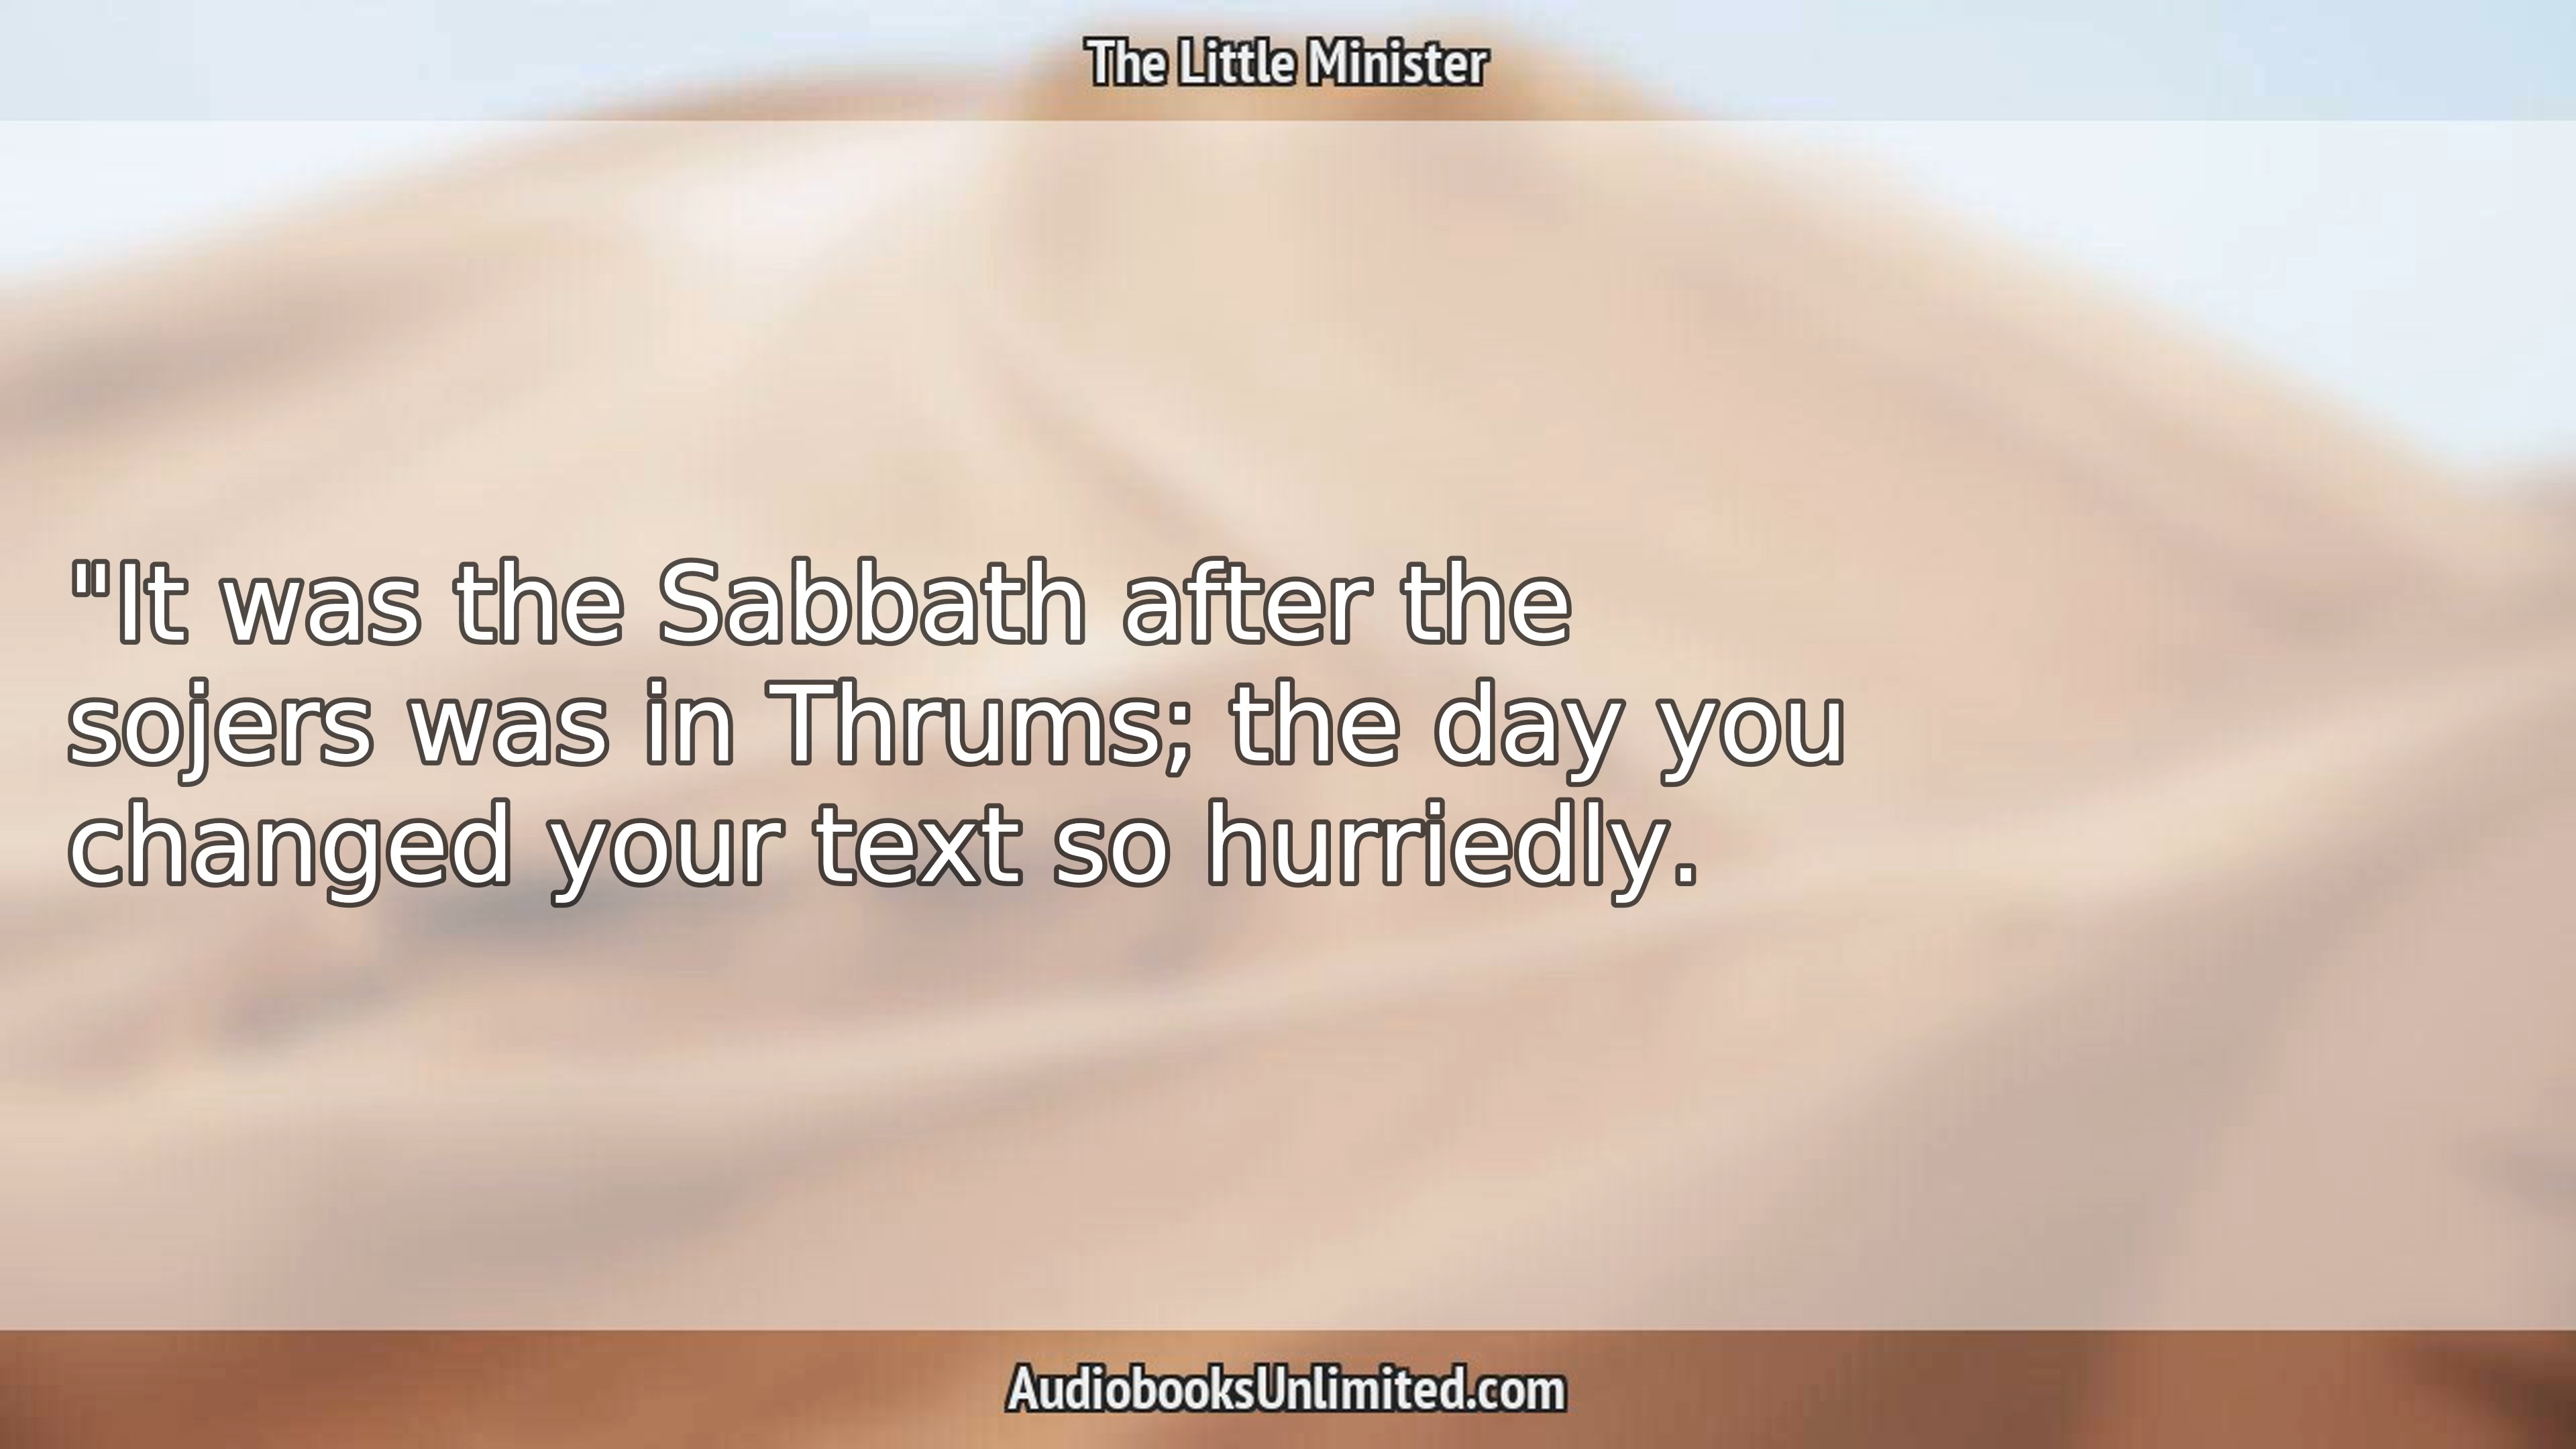 The Little Minister
"It was the Sabbath after the
sojers was in Thrums; the day you
changed your text so hurriedly.
AudiobooksUnlimited.com